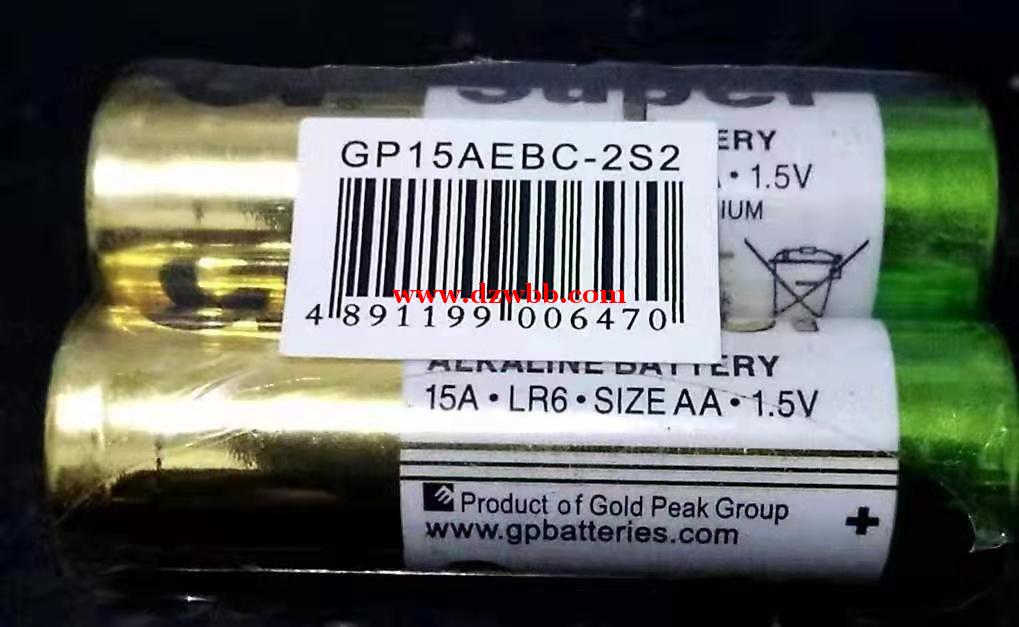 Super
GP15AEBC-2S2
ERY
• 1.5V
IUM
www.dzwbb.com
4 891199 006470
ALKALINE BATTERY
15A • LR6 • SIZE AA • 1.5V
Product of Gold Peak Group
www.gpbatteries.com
+